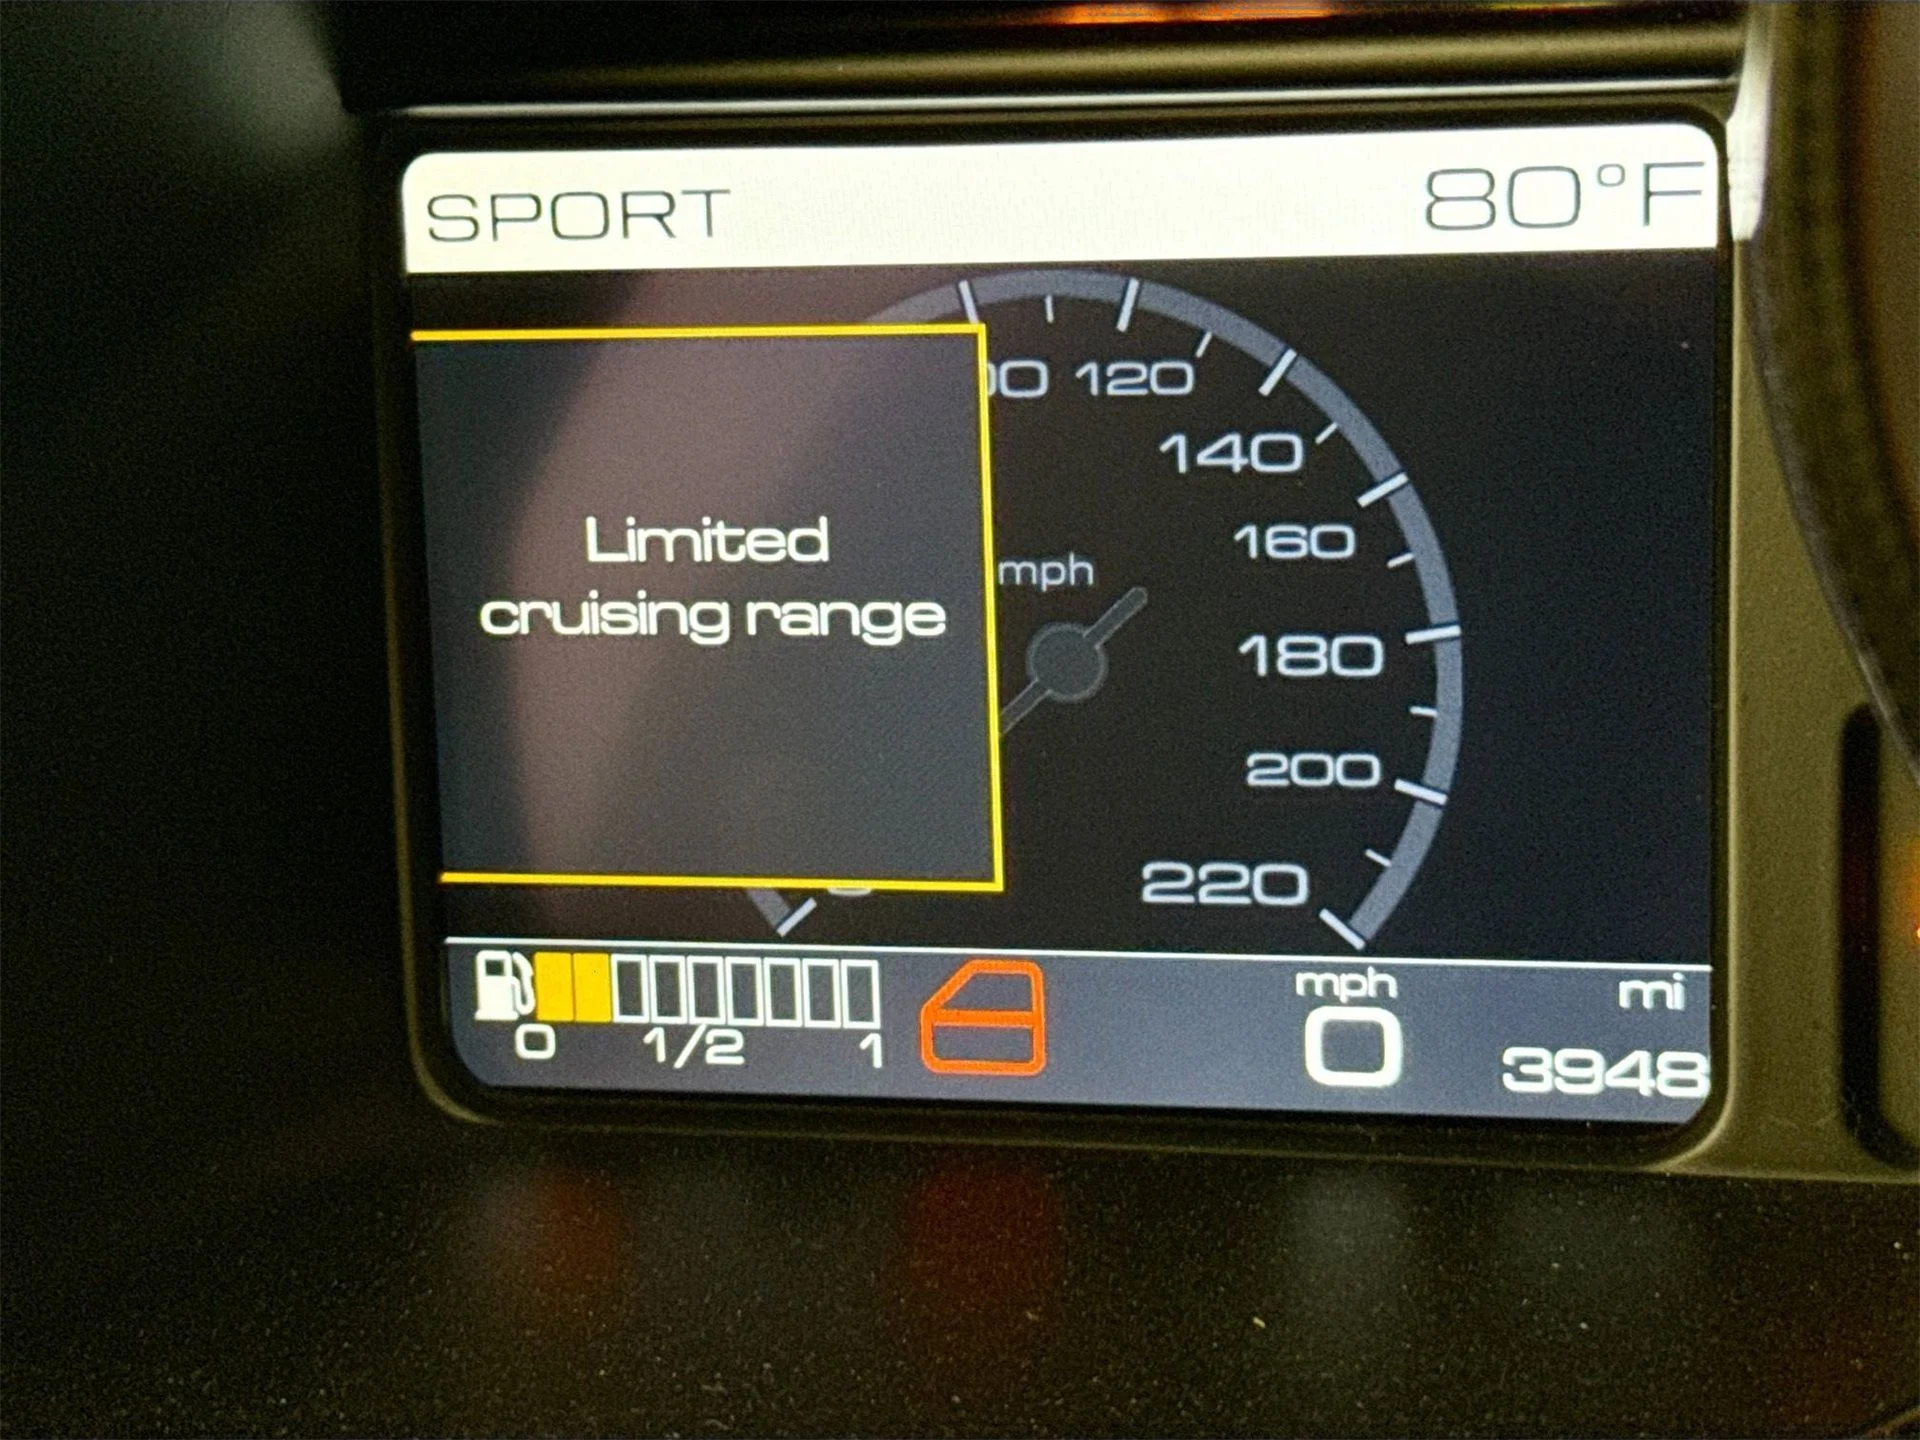 SPORT
80°F
120
140
160
mph
180
200
220
Limited
cruising range
0
1/2
1
mph
0
mi
3948